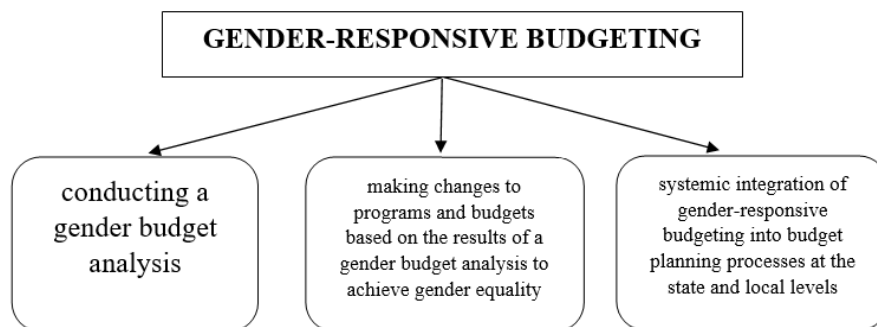 GENDER-RESPONSIVE BUDGETING
conducting a
gender budget
analysis
making changes to
programs and budgets
based on the results of a
gender budget analysis to
achieve gender equality
systemic integration of
gender-responsive
budgeting into budget
planning processes at the
state and local levels